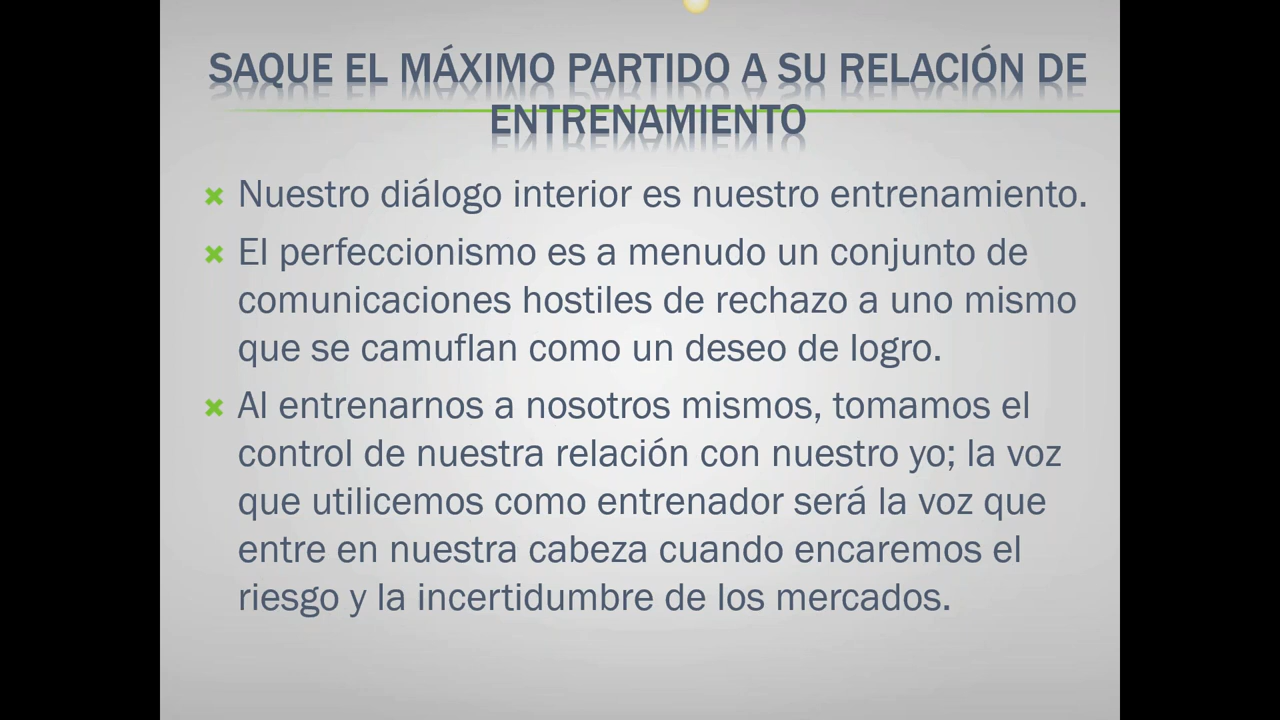 SAQUE EL MÁXIMO PARTIDO A SU RELACIÓN DE
ENTRENAMIENTO
Nuestro diálogo interior es nuestro entrenamiento.
El perfeccionismo es a menudo un conjunto de
comunicaciones hostiles de rechazo a uno mismo
que se camuflan como un deseo de logro.
Al entrenarnos a nosotros mismos, tomamos el
control de nuestra relación con nuestro yo; la voz
que utilicemos como entrenador será la voz que
entre en nuestra cabeza cuando encaremos el
riesgo y la incertidumbre de los mercados.